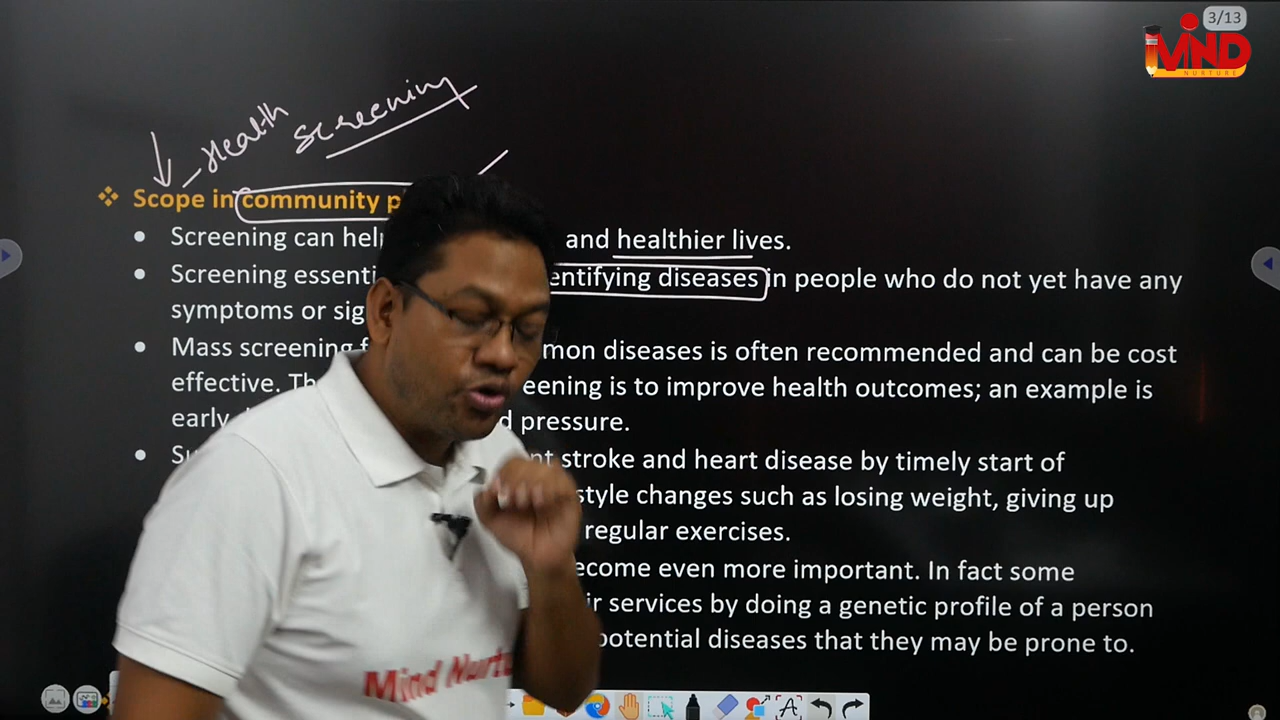 3/13
MIND
NURTURE
Health screening
❖ Scope in community p
• Screening can hel and healthier lives.
• Screening essenti entifying diseases in people who do not yet have any
symptoms or sig
• Mass screening f mon diseases is often recommended and can be cost
effective. Th eening is to improve health outcomes; an example is
early d pressure.
• Su nt stroke and heart disease by timely start of
style changes such as losing weight, giving up
regular exercises.
ecome even more important. In fact some
ir services by doing a genetic profile of a person
potential diseases that they may be prone to.
Mind Nurtu